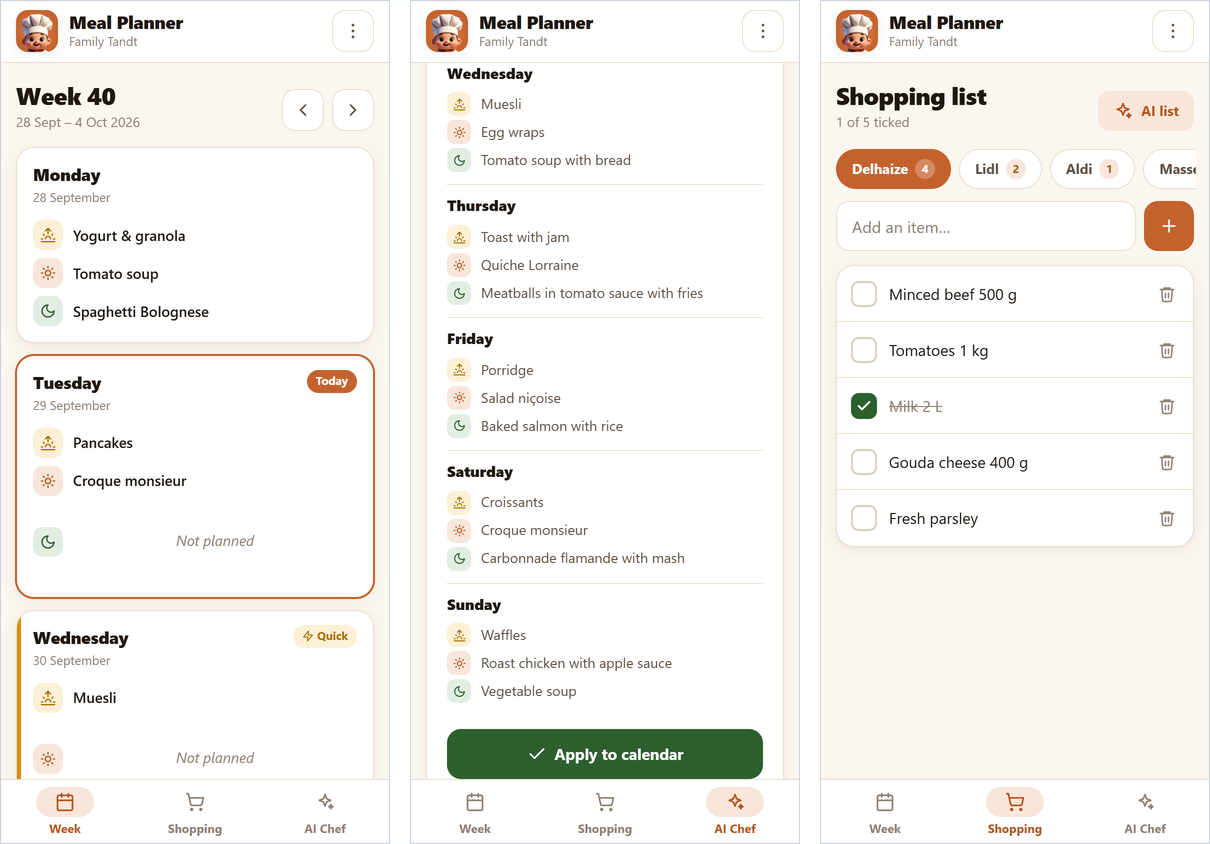 Meal Planner
Family Tandt
Week 40
28 Sept – 4 Oct 2026
Monday
28 September
Yogurt & granola
Tomato soup
Spaghetti Bolognese
Tuesday
Today
29 September
Pancakes
Croque monsieur
Not planned
Wednesday
Quick
30 September
Muesli
Not planned
Week
Shopping
AI Chef
Meal Planner
Family Tandt
Wednesday
Muesli
Egg wraps
Tomato soup with bread
Thursday
Toast with jam
Quiche Lorraine
Meatballs in tomato sauce with fries
Friday
Porridge
Salad niçoise
Baked salmon with rice
Saturday
Croissants
Croque monsieur
Carbonnade flamande with mash
Sunday
Waffles
Roast chicken with apple sauce
Vegetable soup
Apply to calendar
Week
Shopping
AI Chef
Meal Planner
Family Tandt
Shopping list
1 of 5 ticked
AI list
Delhaize 4 Lidl 2 Aldi 1
Add an item...
Minced beef 500 g
Tomatoes 1 kg
Milk 2 L
Gouda cheese 400 g
Fresh parsley
Week
Shopping
AI Chef